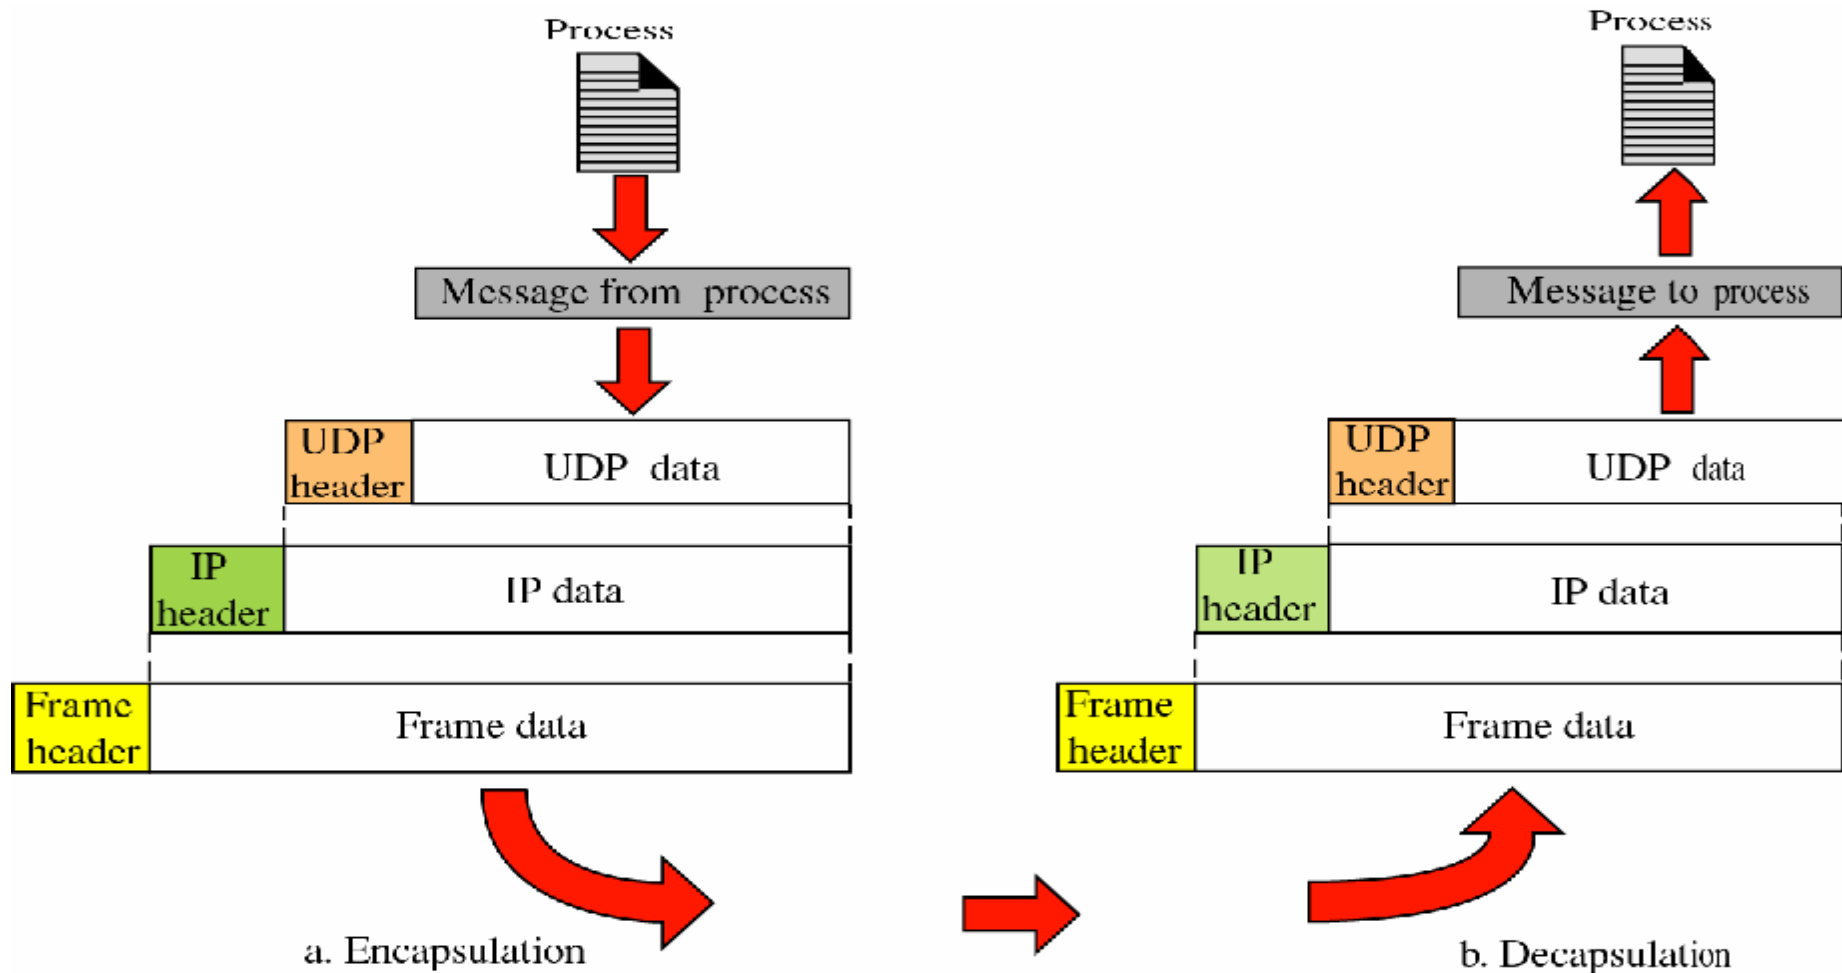 Process
Message from process
UDP
header
UDP data
IP
header
IP data
Frame
header
Frame data
a. Encapsulation
Process
Message to process
UDP
header
UDP data
IP
header
IP data
Frame
header
Frame data
b. Decapsulation